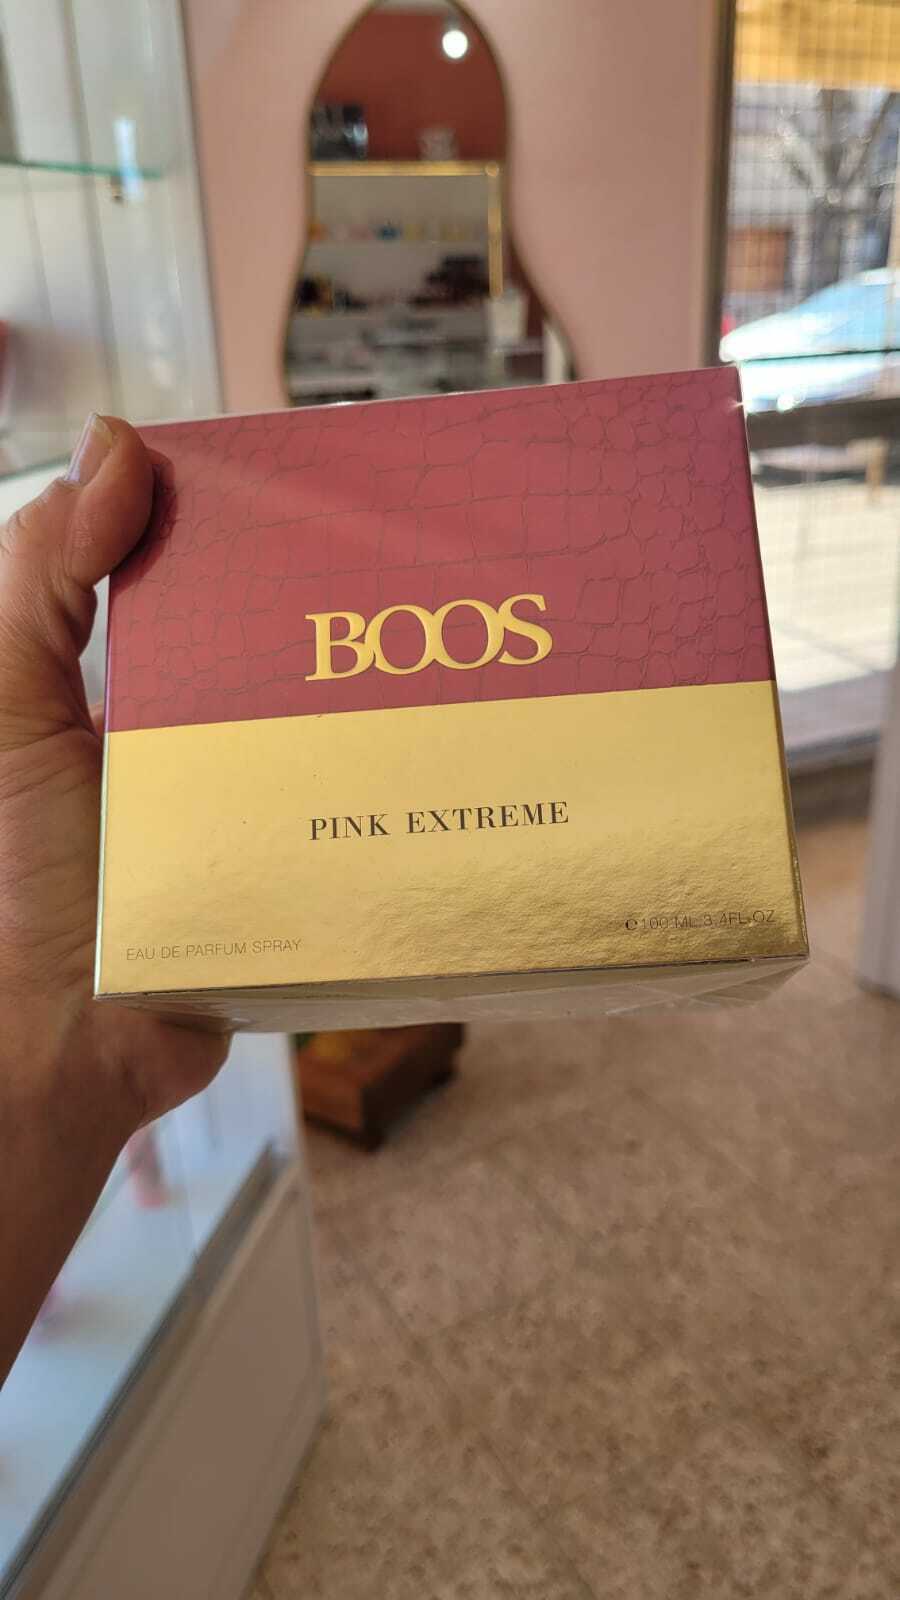 BOOS
PINK EXTREME
EAU DE PARFUM SPRAY
℮100 ML 3.4FL.OZ